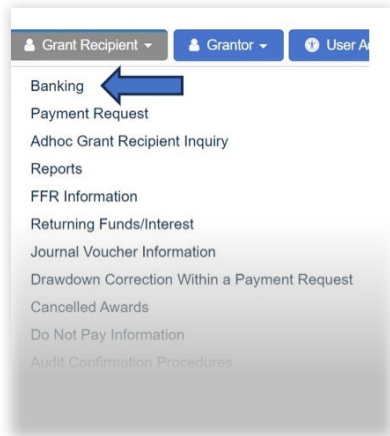 Grant Recipient
Grantor
User A
Banking
Payment Request
Adhoc Grant Recipient Inquiry
Reports
FFR Information
Returning Funds/Interest
Journal Voucher Information
Drawdown Correction Within a Payment Request
Cancelled Awards
Do Not Pay Information
Audit Confirmation Procedures